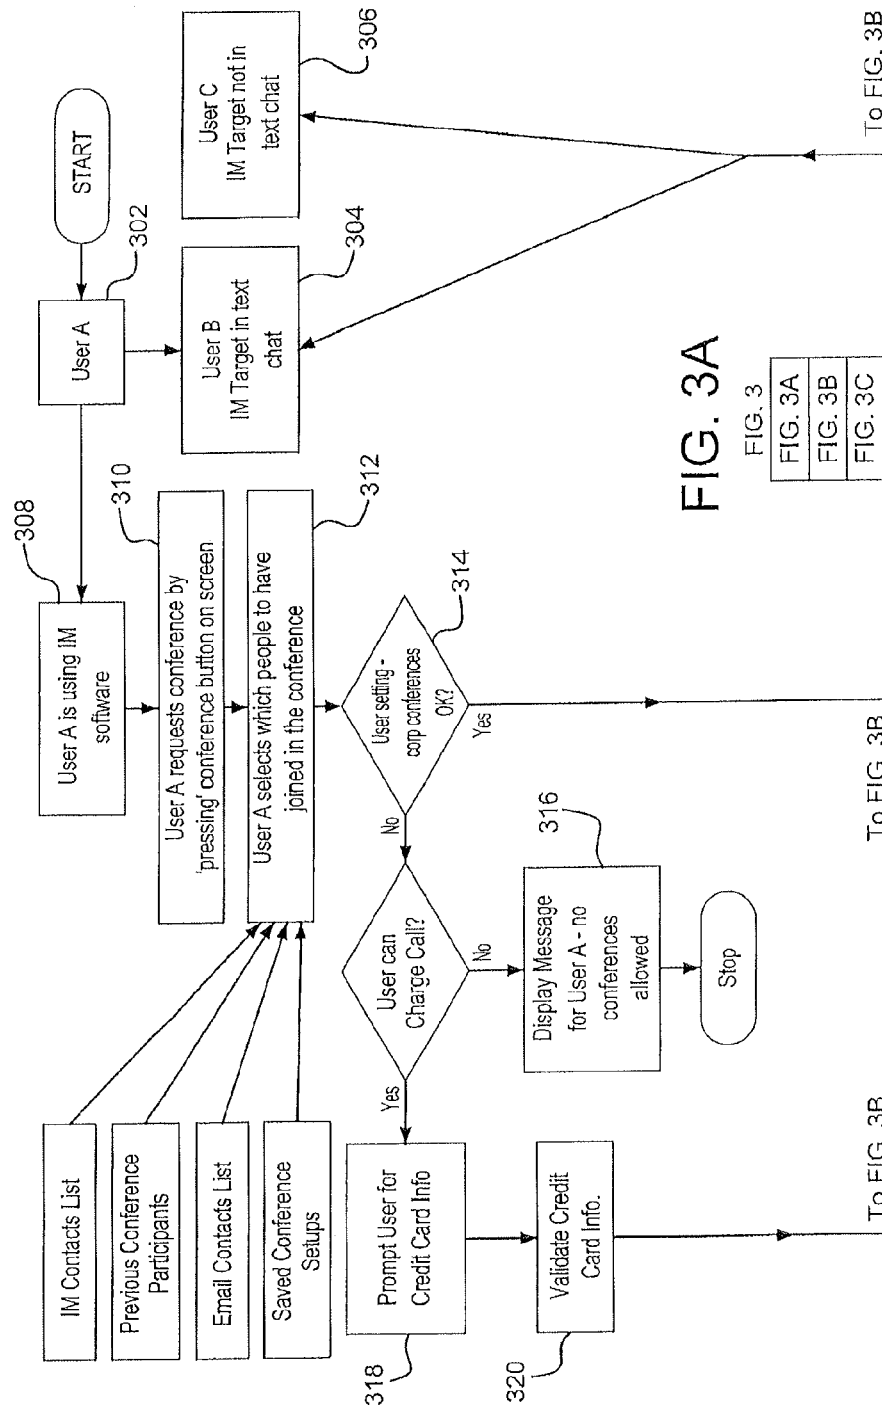 START
302
User A
User B
IM Target in text
chat
304
User C
IM Target not in
text chat
306
308
User A is using IM
software
310
User A requests conference by
'pressing' conference button on screen
312
User A selects which people to have
joined in the conference
IM Contacts List
Previous Conference
Participants
Email Contacts List
Saved Conference
Setups
314
User setting -
corp conferences
OK?
Yes
No
User can
Charge Call?
No
Yes
316
Display Message
for User A - no
conferences
allowed
Stop
Prompt User for
Credit Card Info
318
Validate Credit
Card Info.
320
To FIG. 3B
To FIG. 3B
To FIG. 3B
FIG. 3A
FIG. 3
FIG. 3A
FIG. 3B
FIG. 3C